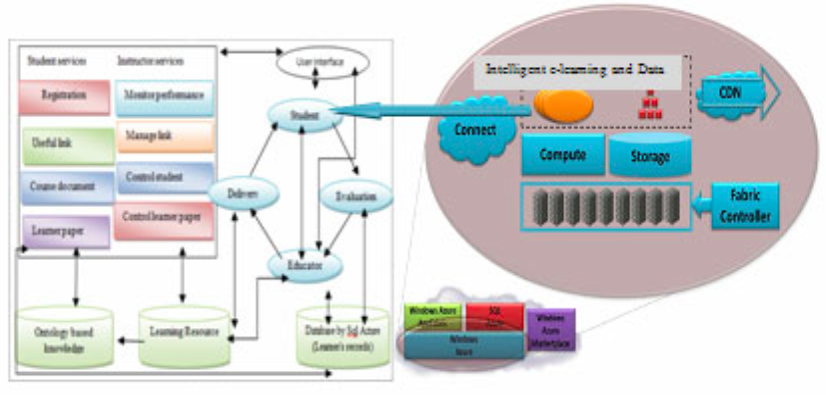 Student services
Instructor services
Registration
Monitor performance
Useful link
Manage link
Course document
Control student
Learner paper
Control learner paper
User interface
Student
Delivery
Evaluation
Educator
Ontology based
knowledge
Learning Resource
Database by Sql Azure
(Learner's records)
Intelligent e-learning and Data
Connect
CDN
Compute
Storage
Fabric
Controller
Windows Azure
SQL
Windows
Azure
Marketplace
Windows
Azure